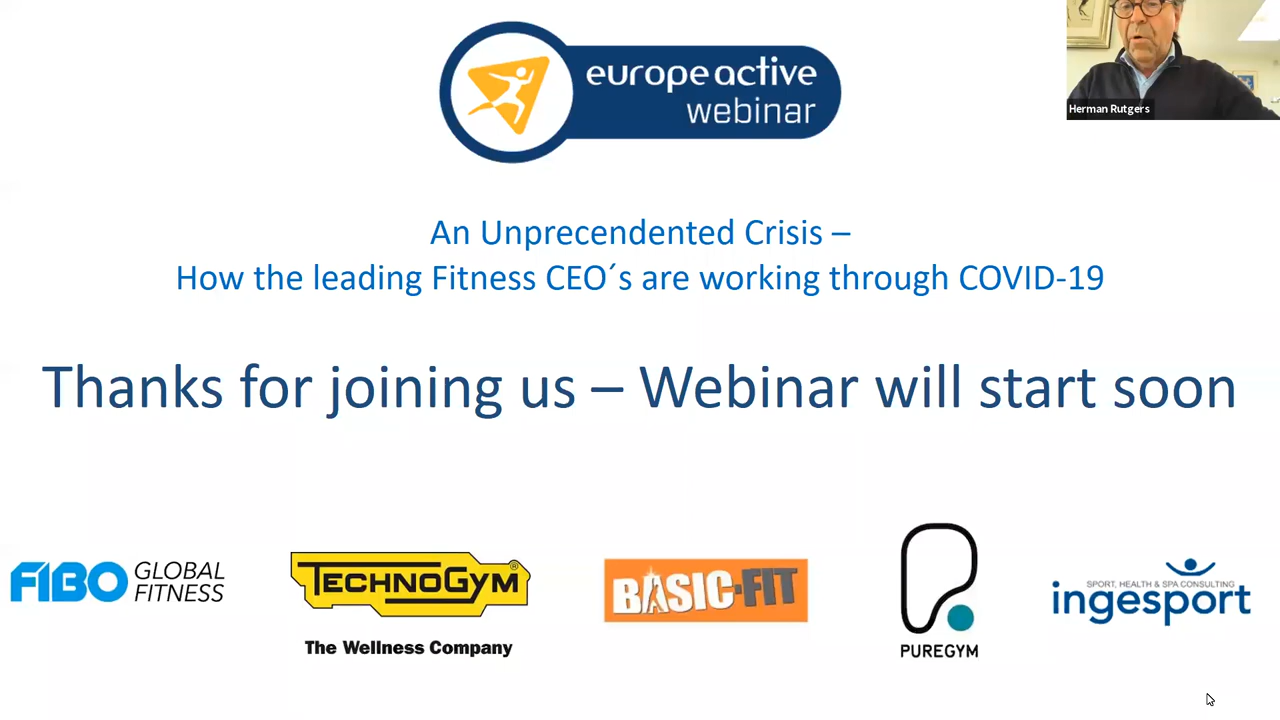 europe active
webinar
Herman Rutgers
An Unprecendented Crisis –
How the leading Fitness CEO´s are working through COVID-19
Thanks for joining us – Webinar will start soon
FIBO GLOBAL FITNESS
TECHNOGYM®
The Wellness Company
BASIC-FIT
PUREGYM
SPORT, HEALTH & SPA CONSULTING
ingesport